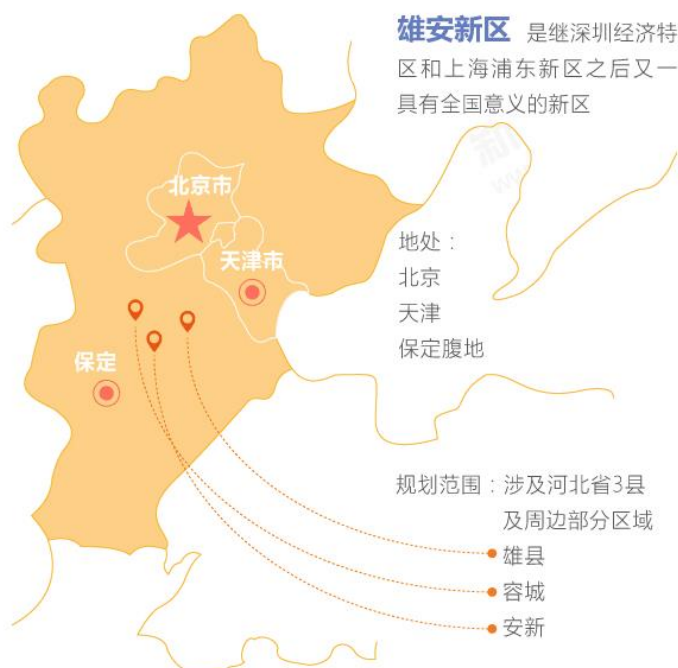 雄安新区 是继深圳经济特
区和上海浦东新区之后又一
具有全国意义的新区
北京市
天津市
保定
地处：
北京
天津
保定腹地
规划范围：涉及河北省3县
及周边部分区域
雄县
容城
安新